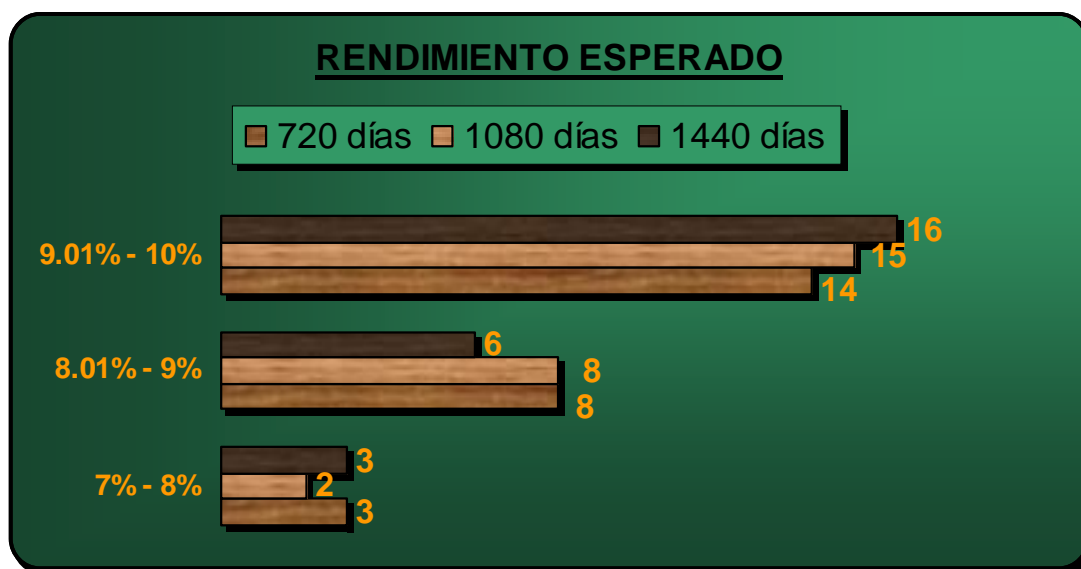 RENDIMIENTO ESPERADO
720 días 1080 días 1440 días
16
9.01% - 10% 15
14
6
8.01% - 9% 8
8
3
7% - 8% 2
3